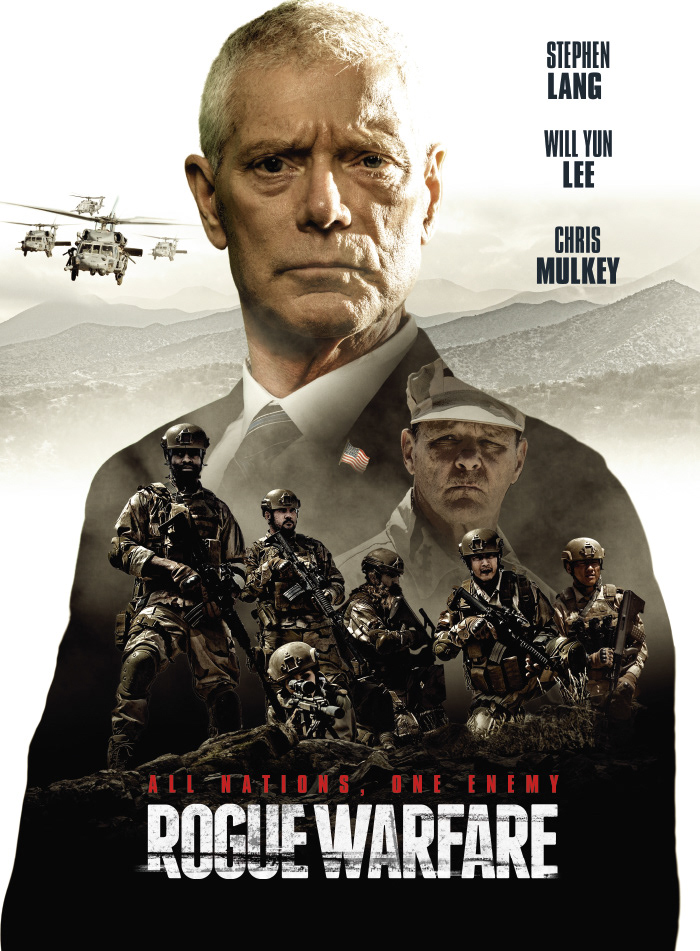 STEPHEN
LANG
WILL YUN
LEE
CHRIS
MULKEY
ALL NATIONS, ONE ENEMY
ROGUE WARFARE